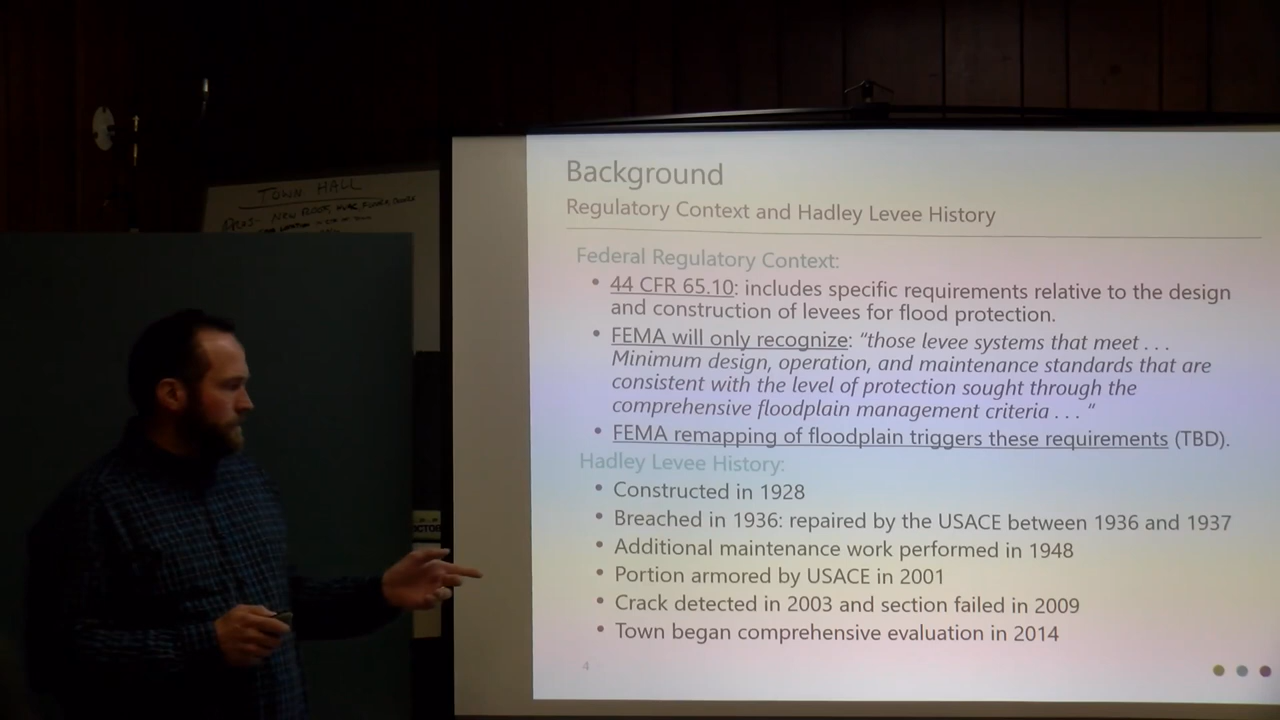 TOWN HALL
NEW ROOF, HVAC,
Background
Regulatory Context and Hadley Levee History
Federal Regulatory Context:
• 44 CFR 65.10: includes specific requirements relative to the design
and construction of levees for flood protection.
• FEMA will only recognize: “those levee systems that meet . . .
Minimum design, operation, and maintenance standards that are
consistent with the level of protection sought through the
comprehensive floodplain management criteria . . . ”
• FEMA remapping of floodplain triggers these requirements (TBD).
Hadley Levee History:
• Constructed in 1928
• Breached in 1936: repaired by the USACE between 1936 and 1937
• Additional maintenance work performed in 1948
• Portion armored by USACE in 2001
• Crack detected in 2003 and section failed in 2009
• Town began comprehensive evaluation in 2014
4